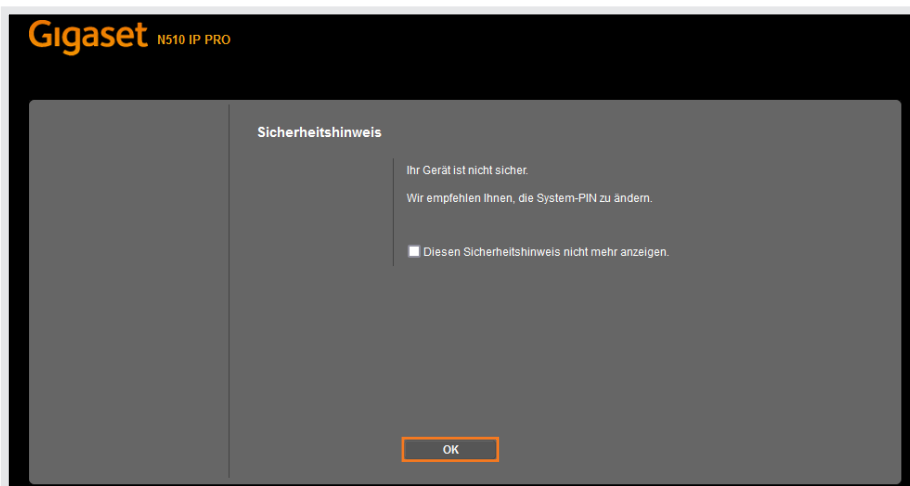 Gigaset N510 IP PRO
Sicherheitshinweis
Ihr Gerät ist nicht sicher.
Wir empfehlen Ihnen, die System-PIN zu ändern.
Diesen Sicherheitshinweis nicht mehr anzeigen.
OK